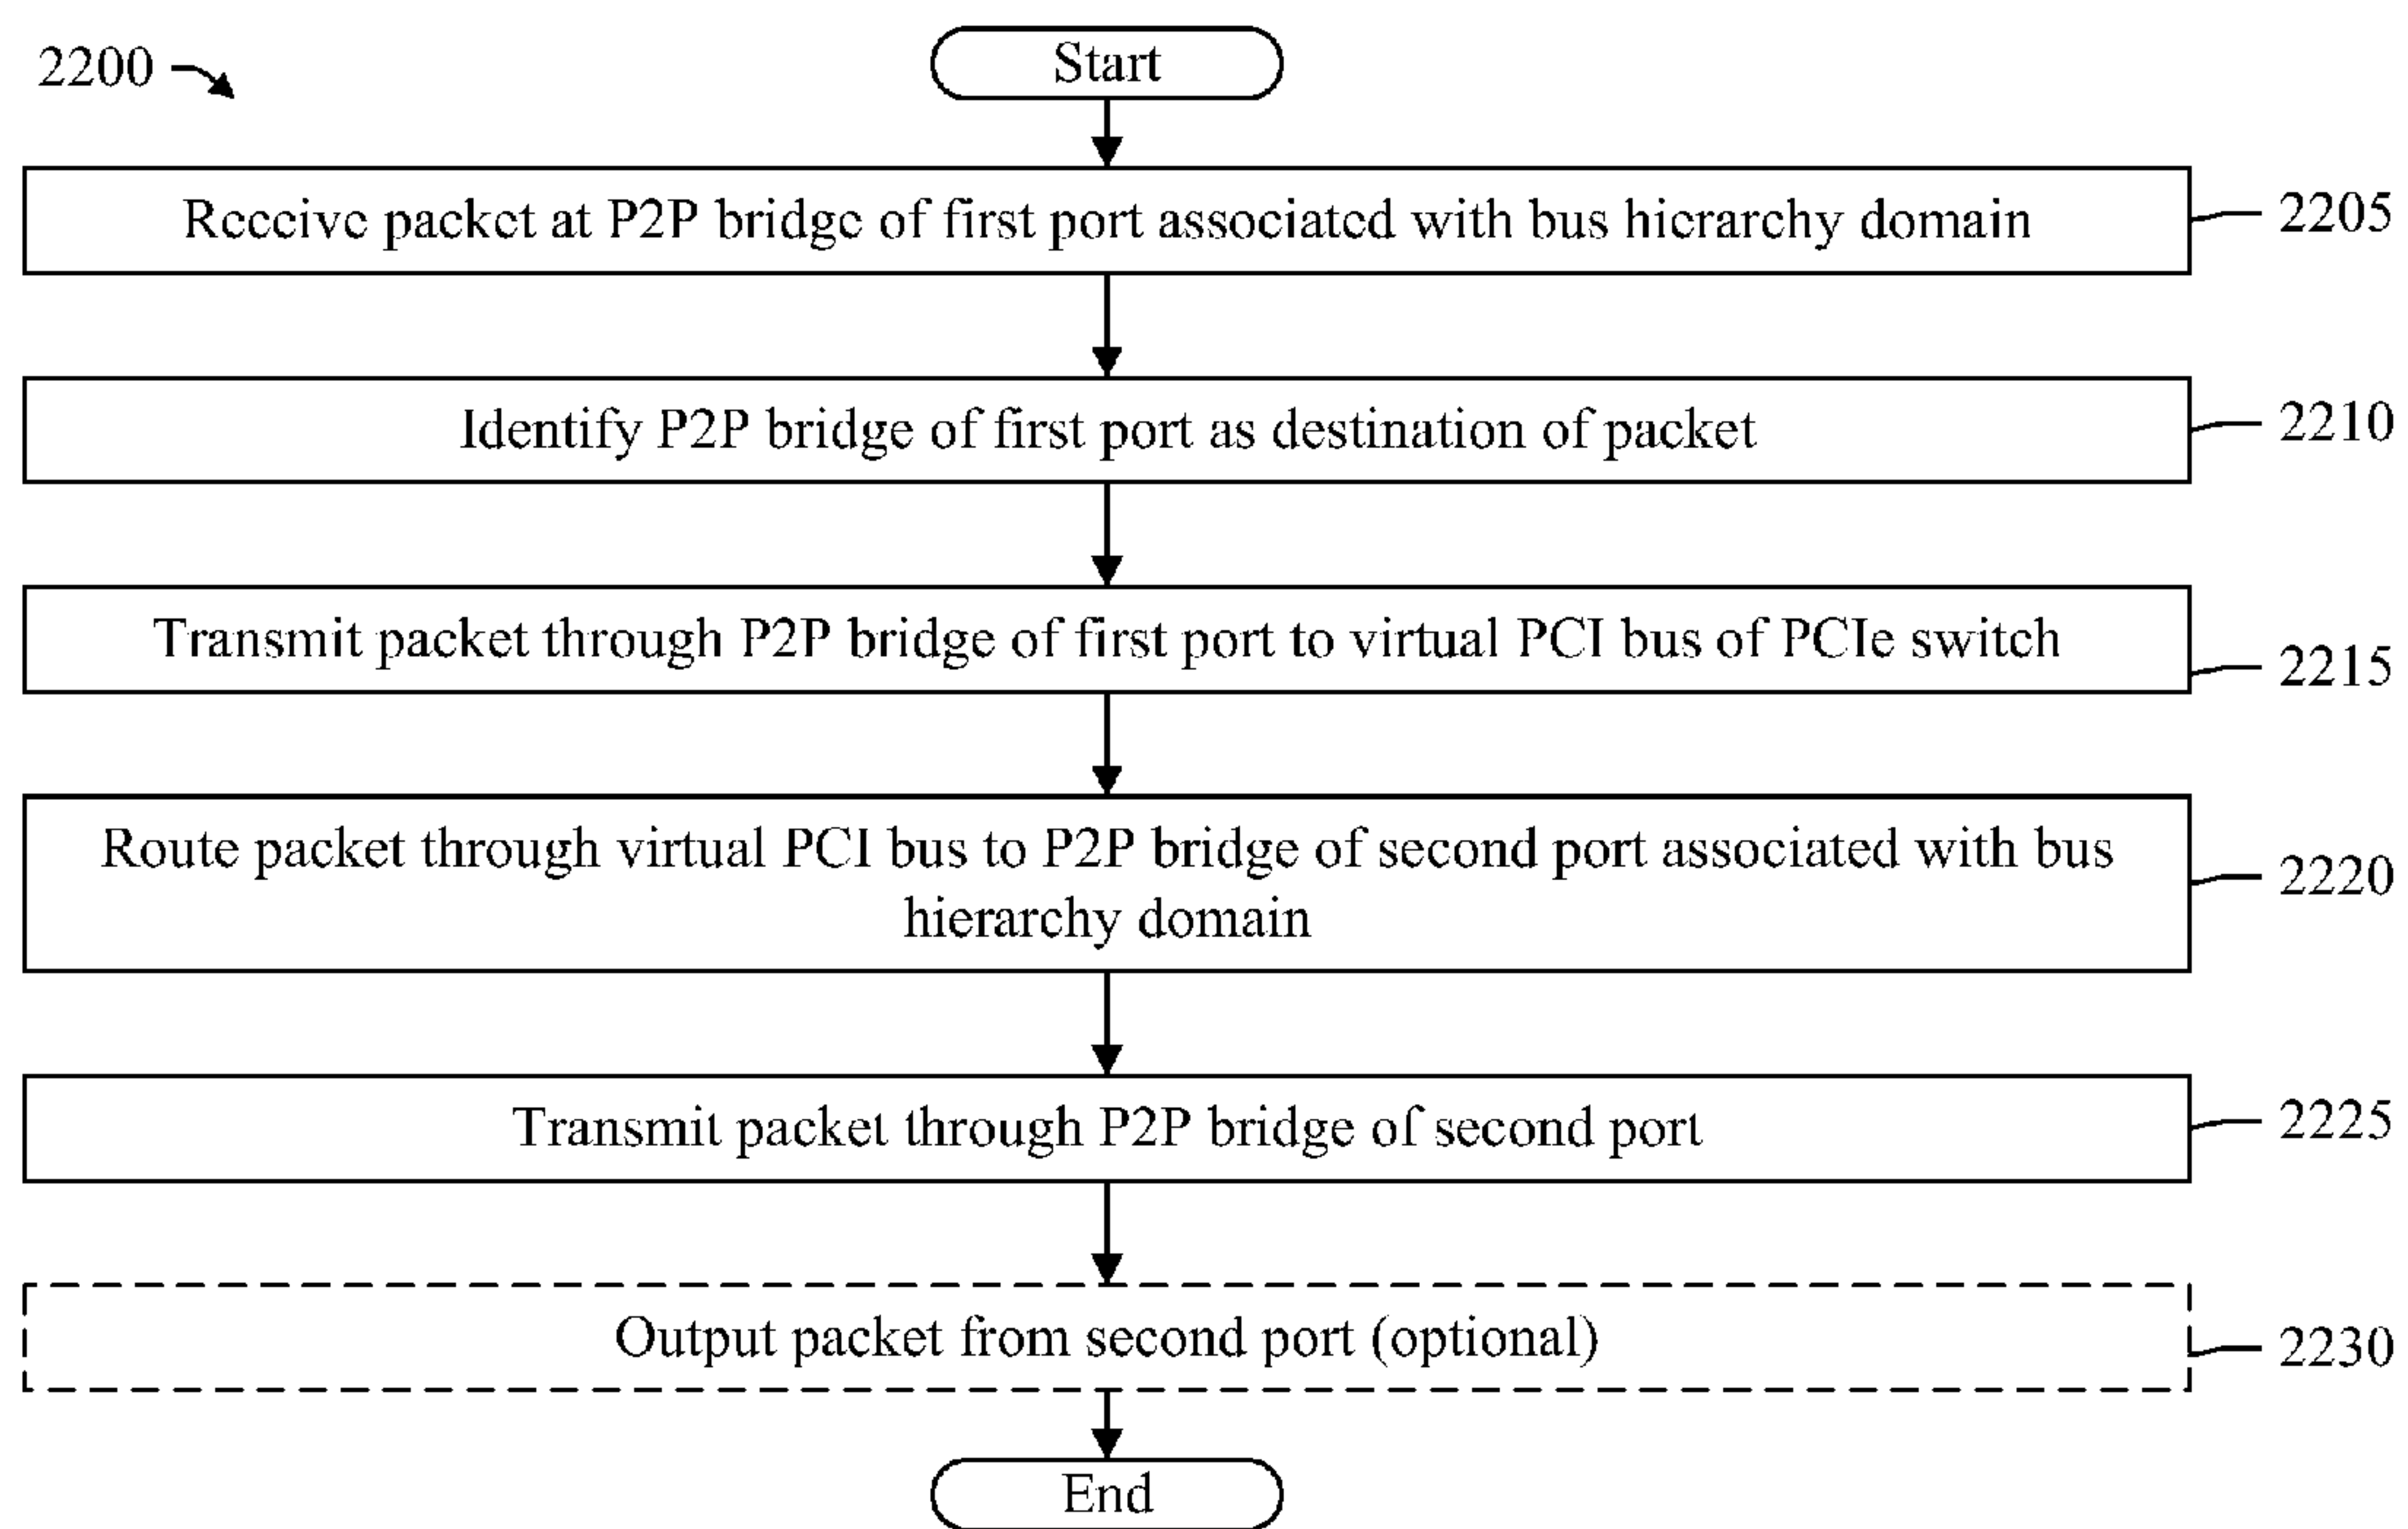 2200
Start
Receive packet at P2P bridge of first port associated with bus hierarchy domain
2205
Identify P2P bridge of first port as destination of packet
2210
Transmit packet through P2P bridge of first port to virtual PCI bus of PCIe switch
2215
Route packet through virtual PCI bus to P2P bridge of second port associated with bus
hierarchy domain
2220
Transmit packet through P2P bridge of second port
2225
Output packet from second port (optional)
2230
End